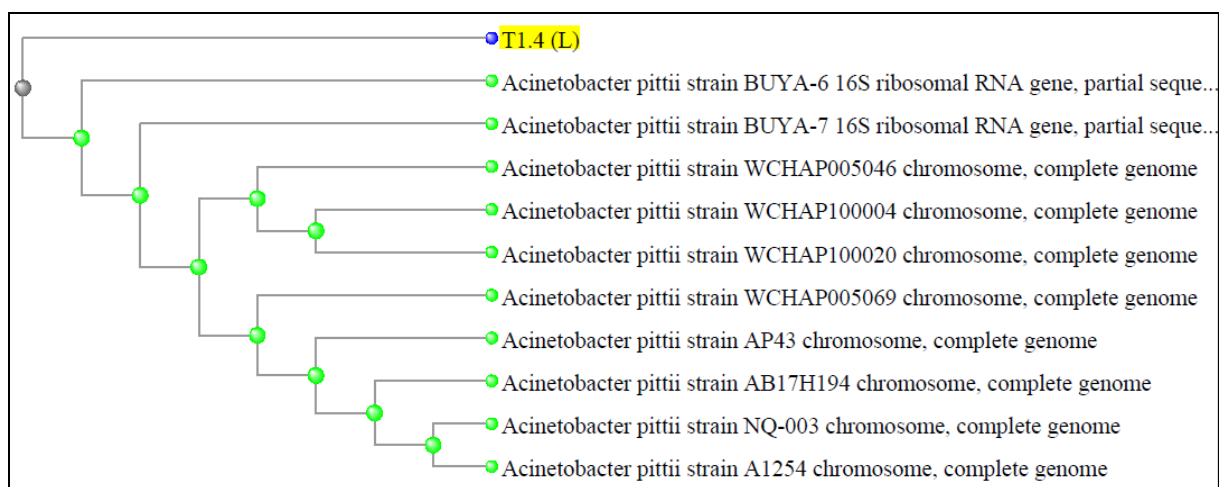 T1.4 (L)
Acinetobacter pittii strain BUYA-6 16S ribosomal RNA gene, partial seque...
Acinetobacter pittii strain BUYA-7 16S ribosomal RNA gene, partial seque...
Acinetobacter pittii strain WCHAP005046 chromosome, complete genome
Acinetobacter pittii strain WCHAP100004 chromosome, complete genome
Acinetobacter pittii strain WCHAP100020 chromosome, complete genome
Acinetobacter pittii strain WCHAP005069 chromosome, complete genome
Acinetobacter pittii strain AP43 chromosome, complete genome
Acinetobacter pittii strain AB17H194 chromosome, complete genome
Acinetobacter pittii strain NQ-003 chromosome, complete genome
Acinetobacter pittii strain A1254 chromosome, complete genome